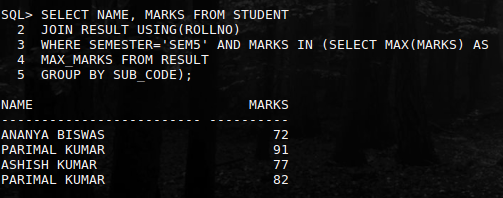 SQL> SELECT NAME, MARKS FROM STUDENT
  2  JOIN RESULT USING(ROLLNO)
  3  WHERE SEMESTER='SEM5' AND MARKS IN (SELECT MAX(MARKS) AS
  4  MAX_MARKS FROM RESULT
  5  GROUP BY SUB_CODE);
NAME                           MARKS
------------------------- ----------
ANANYA BISWAS                     72
PARIMAL KUMAR                     91
ASHISH KUMAR                      77
PARIMAL KUMAR                     82